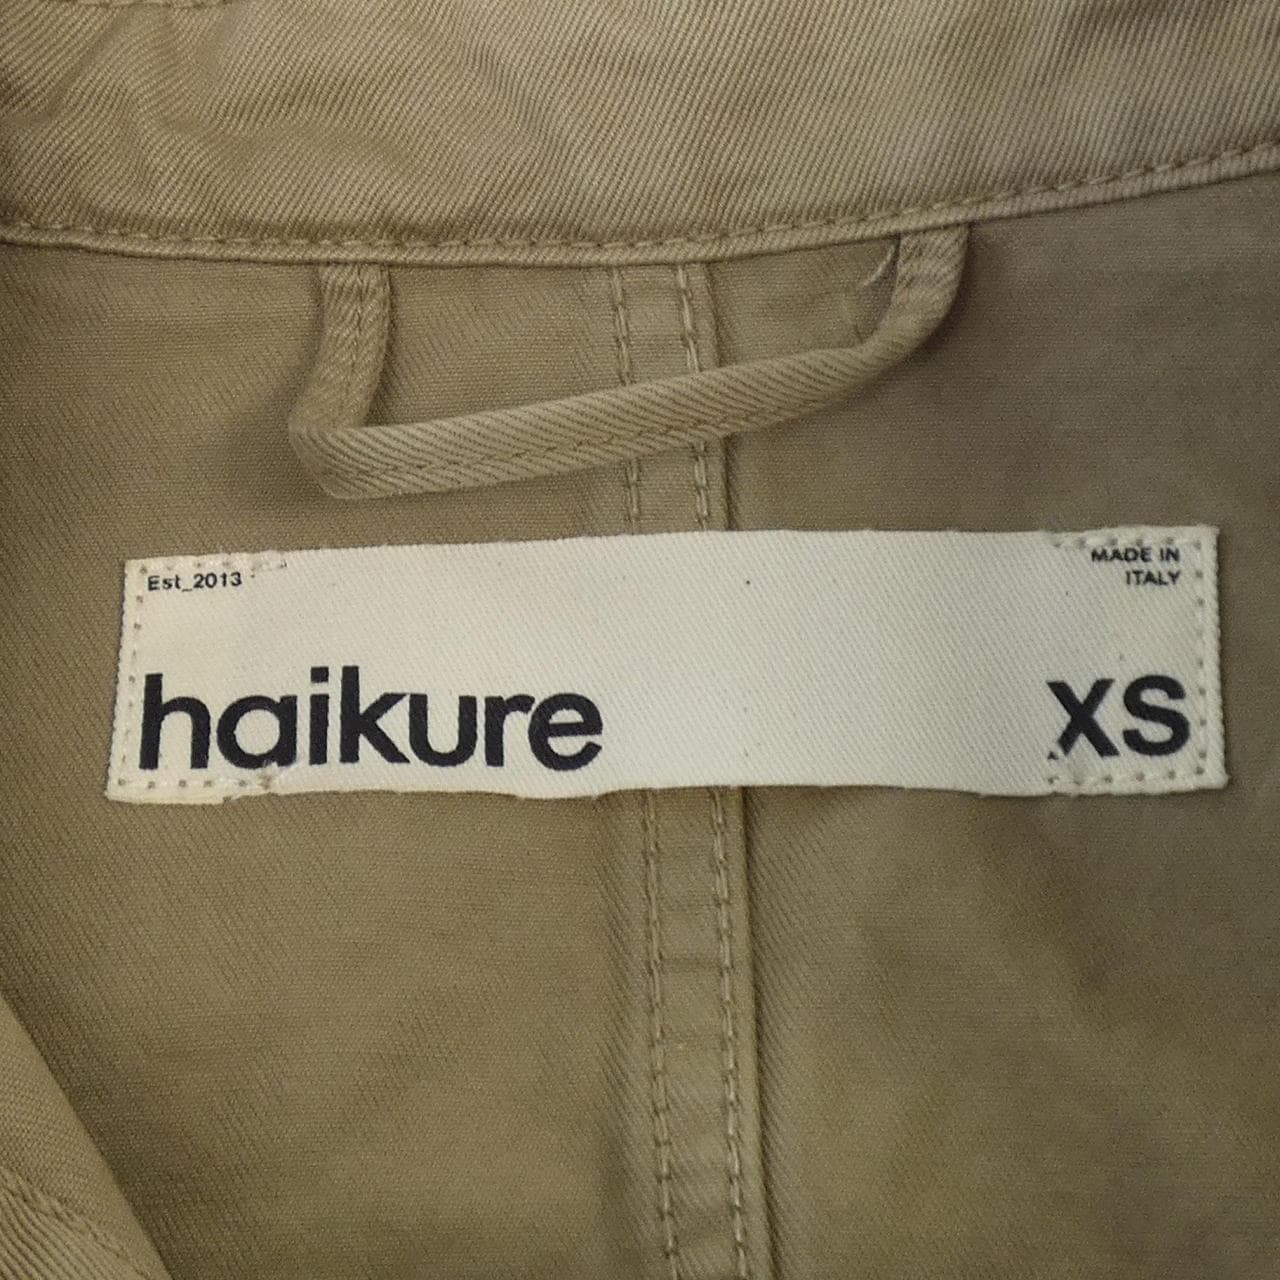 Est_2013
MADE IN
ITALY
haikure
XS